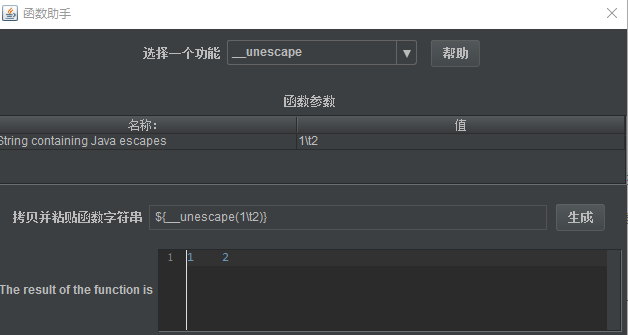 函数助手
选择一个功能 __unescape 帮助
函数参数
名称: 值
String containing Java escapes 1\t2
拷贝并粘贴函数字符串 ${__unescape(1\t2)} 生成
The result of the function is 1 1	2